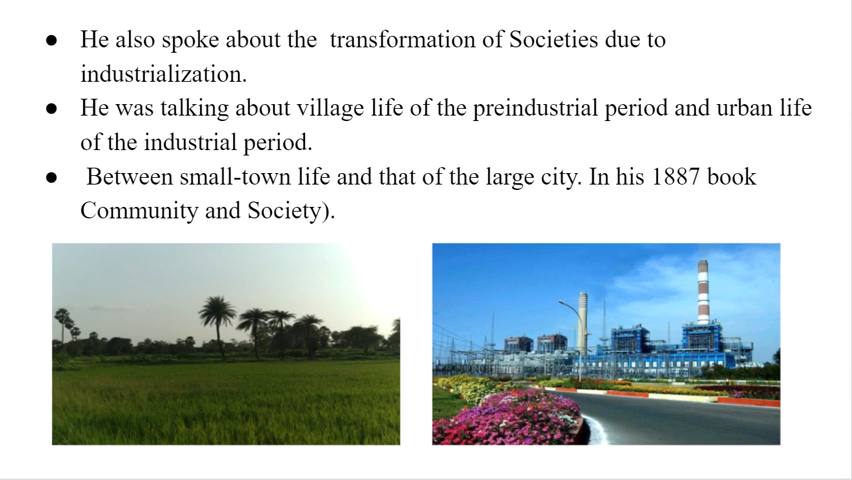 ● He also spoke about the  transformation of Societies due to
industrialization.
● He was talking about village life of the preindustrial period and urban life
of the industrial period.
●  Between small-town life and that of the large city. In his 1887 book
Community and Society).